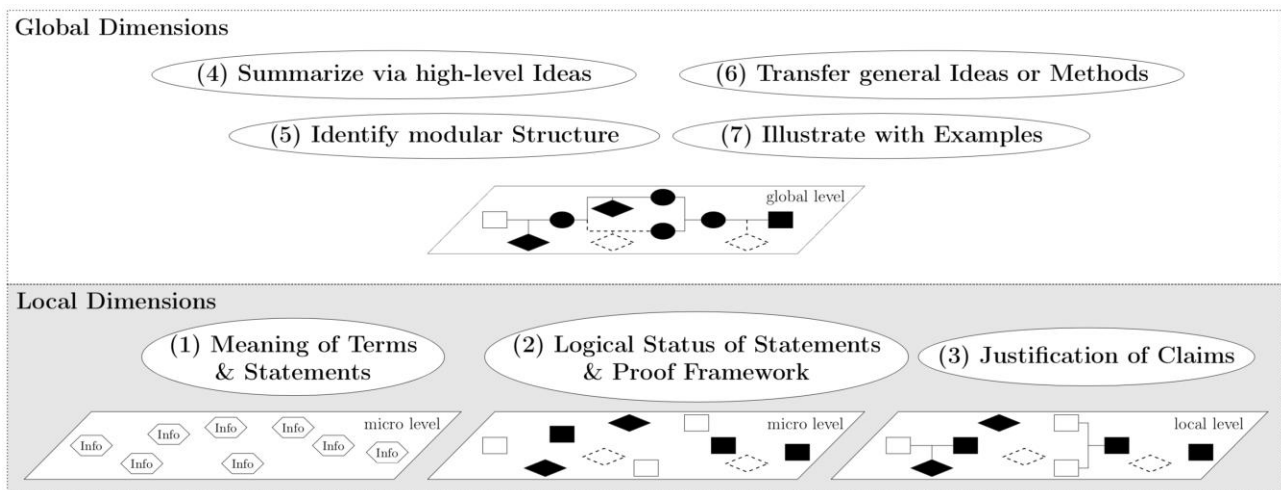 Global Dimensions
(4) Summarize via high-level Ideas
(6) Transfer general Ideas or Methods
(5) Identify modular Structure
(7) Illustrate with Examples
global level
Local Dimensions
(1) Meaning of Terms
& Statements
(2) Logical Status of Statements
& Proof Framework
(3) Justification of Claims
micro level
Info
Info
Info
Info
Info
Info
Info
Info
micro level
local level